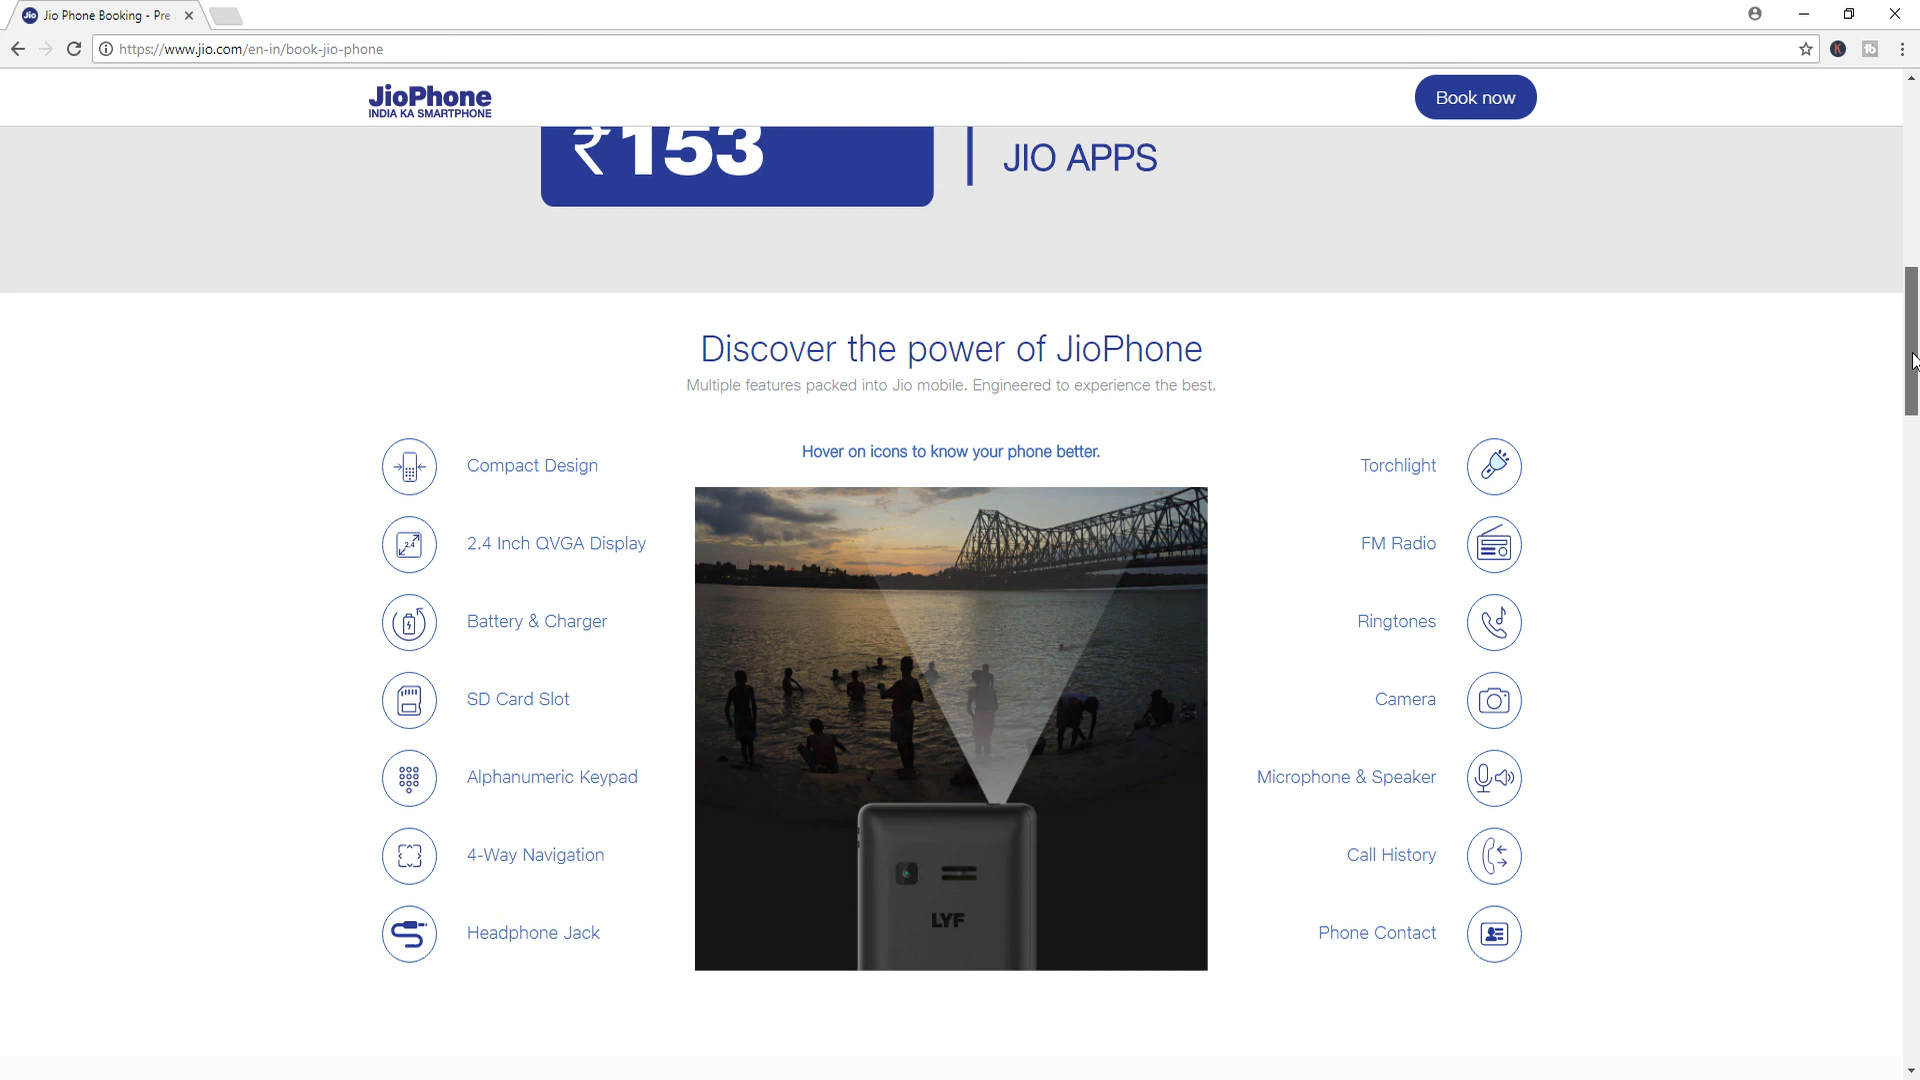 Jio Jio Phone Booking - Pre
https://www.jio.com/en-in/book-jio-phone
K tb
JioPhone
INDIA KA SMARTPHONE
Book now
₹153
JIO APPS
Discover the power of JioPhone
Multiple features packed into Jio mobile. Engineered to experience the best.
Hover on icons to know your phone better.
Compact Design
2.4
2.4 Inch QVGA Display
Battery & Charger
SD Card Slot
Alphanumeric Keypad
4-Way Navigation
Headphone Jack
LYF
Torchlight
FM Radio
Ringtones
Camera
Microphone & Speaker
Call History
Phone Contact